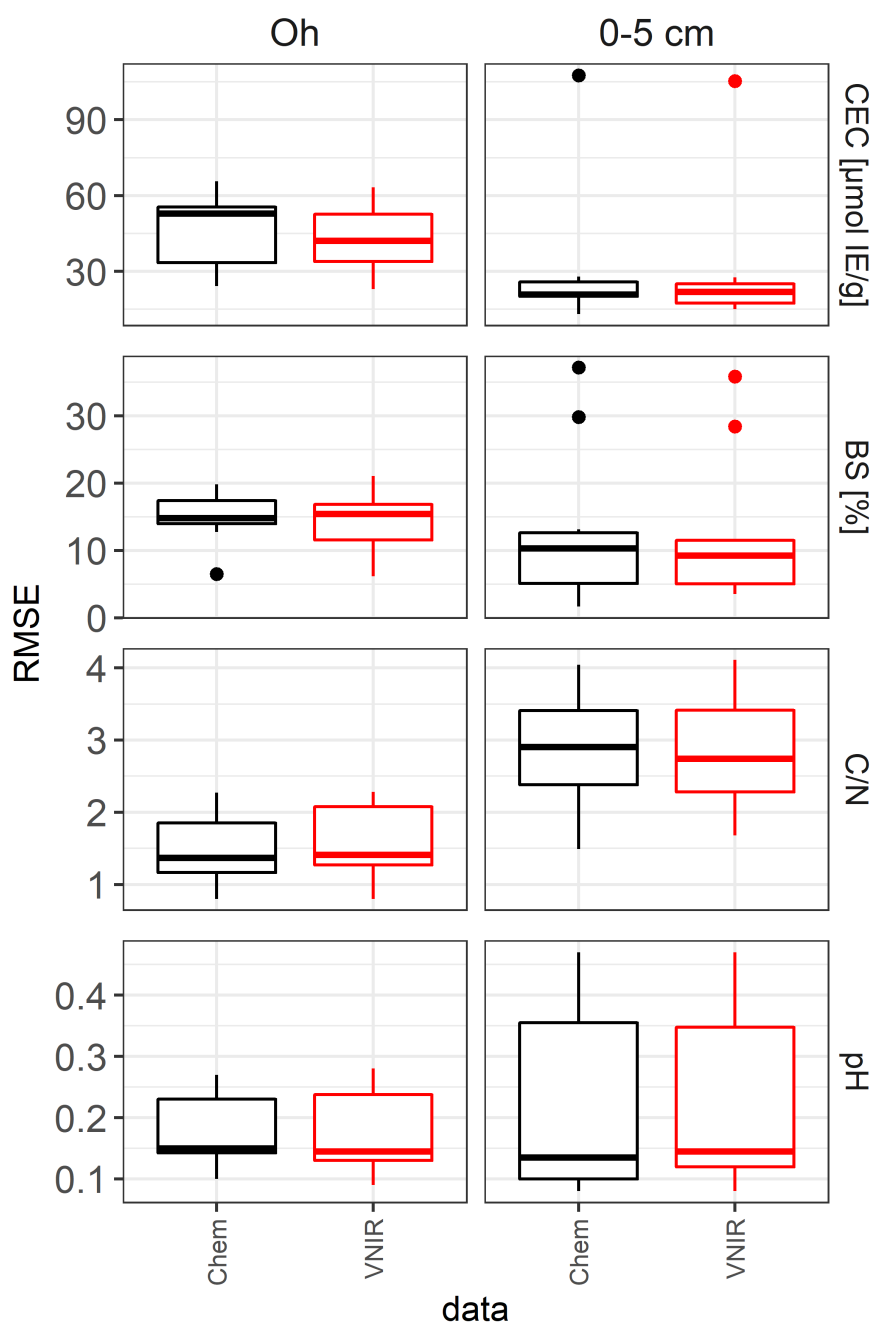 Oh
0-5 cm
90
60
30
CEC [µmol IE/g]
30
20
10
0
BS [%]
RMSE
4
3
2
1
C/N
0.4
0.3
0.2
0.1
pH
Chem
VNIR
Chem
VNIR
data